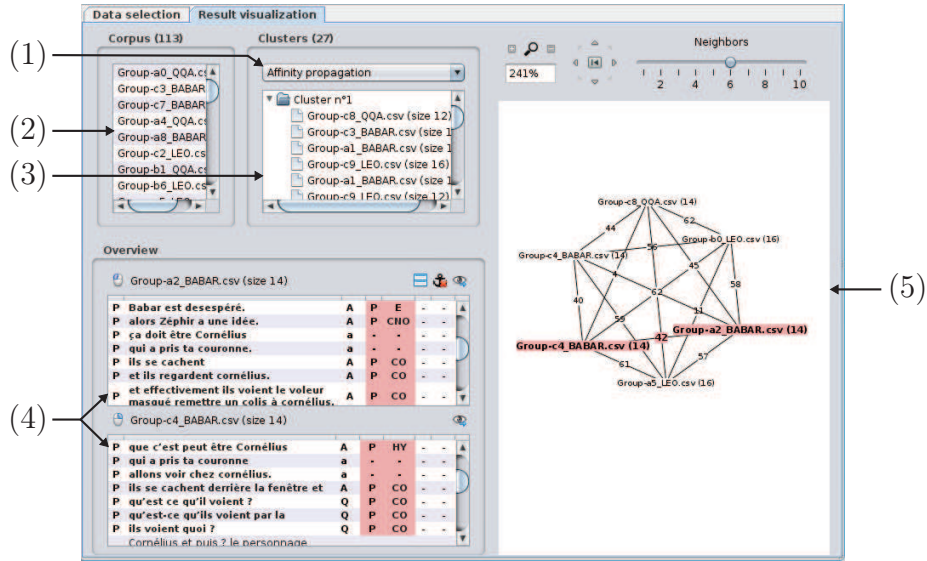 Data selection Result visualization
Corpus (113) Clusters (27)
(1)
(2)
(3)
(4)
(5)
Group-a0_QQA.cs
Group-c3_BABAR
Group-c7_BABAR
Group-a4_QQA.cs
Group-a8_BABAR
Group-c2_LEO.cs
Group-b1_QQA.cs
Group-b6_LEO.cs
Affinity propagation
Cluster n°1
Group-c8_QQA.csv (size 12)
Group-c3_BABAR.csv (size 1
Group-a1_BABAR.csv (size 1
Group-c9_LEO.csv (size 16)
Group-a1_BABAR.csv (size 1
Group-c9_LEO.csv (size 12)
241%
Neighbors
2 4 6 8 10
Overview
Group-a2_BABAR.csv (size 14)
P Babar est desespéré. A P E - -
P alors Zéphir a une idée. A P CNO - -
P ça doit être Cornélius a - - - -
P qui a pris ta couronne. a - - - -
P ils se cachent A P CO - -
P et ils regardent cornélius. A P CO - -
P et effectivement ils voient le voleur
masqué remettre un colis à cornélius. A P CO - -
Group-c4_BABAR.csv (size 14)
P que c'est peut être Cornélius A P HY - -
P qui a pris ta couronne a - - - -
P allons voir chez cornélius. a - - - -
P ils se cachent derrière la fenêtre et A P CO - -
P qu'est ce qu'il voient ? Q P CO - -
P qu'est-ce qu'ils voient par la Q P CO - -
P ils voient quoi ? Q P CO - -
Cornélius et puis ? le personnage
Group-c8_QQA.csv (14)
44
62
Group-b0_LEO.csv (16)
56
Group-c4_BABAR.csv (14)
45
4
58
62
40
11
59
Group-a2_BABAR.csv (14)
42
Group-c4_BABAR.csv (14)
57
61
Group-a5_LEO.csv (16)